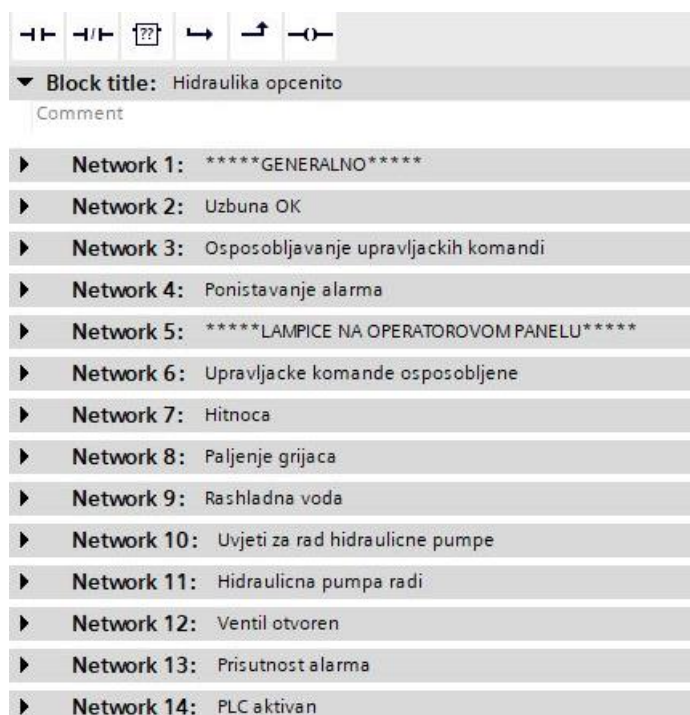 ??
Block title: Hidraulika opcenito
Comment
Network 1: *****GENERALNO*****
Network 2: Uzbuna OK
Network 3: Osposobljavanje upravljackih komandi
Network 4: Ponistavanje alarma
Network 5: *****LAMPICE NA OPERATOROVOM PANELU*****
Network 6: Upravljacke komande osposobljene
Network 7: Hitnoca
Network 8: Paljenje grijaca
Network 9: Rashladna voda
Network 10: Uvjeti za rad hidraulicne pumpe
Network 11: Hidraulicna pumpa radi
Network 12: Ventil otvoren
Network 13: Prisutnost alarma
Network 14: PLC aktivan